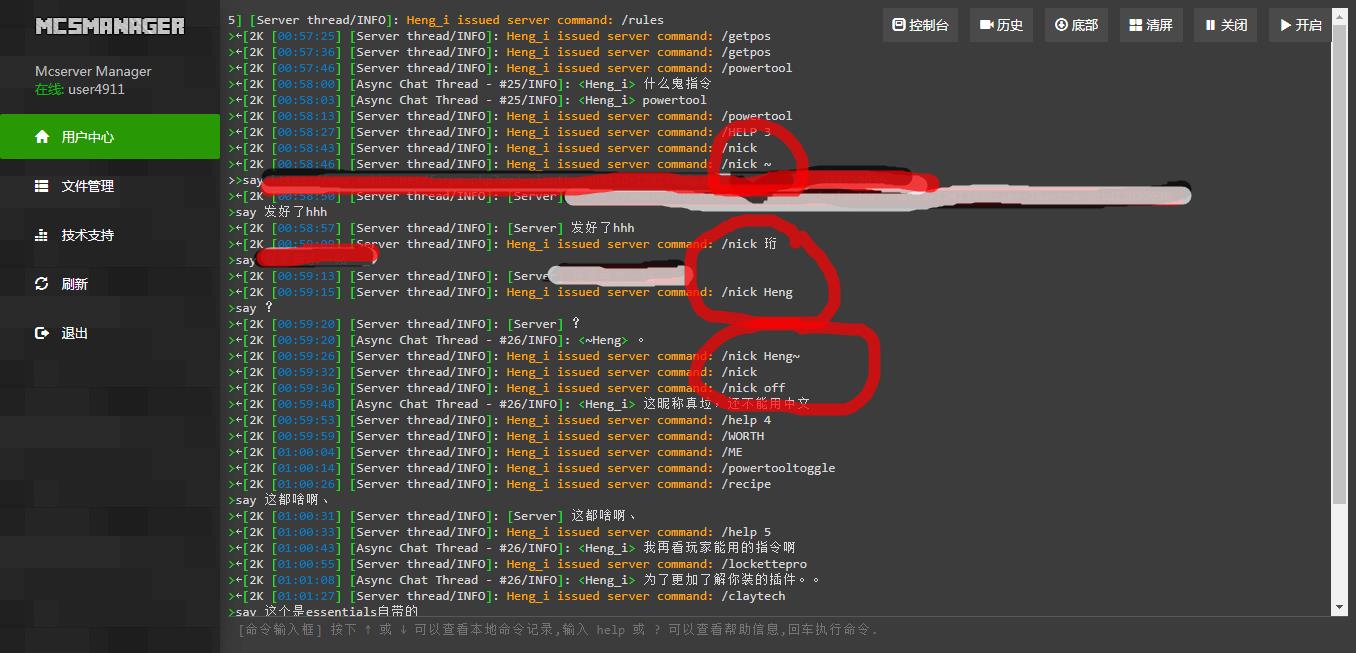 MCSMANAGER
Mcserver Manager
在线: user4911
用户中心
文件管理
技术支持
刷新
退出
控制台
历史
底部
清屏
关闭
开启
5] [Server thread/INFO]: Heng_i issued server command: /rules
>←[2K [00:57:25] [Server thread/INFO]: Heng_i issued server command: /getpos
>←[2K [00:57:36] [Server thread/INFO]: Heng_i issued server command: /getpos
>←[2K [00:57:46] [Server thread/INFO]: Heng_i issued server command: /powertool
>←[2K [00:58:00] [Async Chat Thread - #25/INFO]: <Heng_i> 什么鬼指令
>←[2K [00:58:03] [Async Chat Thread - #25/INFO]: <Heng_i> powertool
>←[2K [00:58:13] [Server thread/INFO]: Heng_i issued server command: /powertool
>←[2K [00:58:27] [Server thread/INFO]: Heng_i issued server command: /HELP 3
>←[2K [00:58:43] [Server thread/INFO]: Heng_i issued server command: /nick
>←[2K [00:58:46] [Server thread/INFO]: Heng_i issued server command: /nick ~
>>say
>←[2K [00:58:50] [Server thread/INFO]: [Server]
>say 发好了hhh
>←[2K [00:58:57] [Server thread/INFO]: [Server] 发好了hhh
>←[2K [00:59:09] [Server thread/INFO]: Heng_i issued server command: /nick 珩
>say
>←[2K [00:59:13] [Server thread/INFO]: [Serve
>←[2K [00:59:15] [Server thread/INFO]: Heng_i issued server command: /nick Heng
>say ？
>←[2K [00:59:20] [Server thread/INFO]: [Server] ？
>←[2K [00:59:20] [Async Chat Thread - #26/INFO]: <~Heng> 。
>←[2K [00:59:26] [Server thread/INFO]: Heng_i issued server command: /nick Heng~
>←[2K [00:59:32] [Server thread/INFO]: Heng_i issued server command: /nick
>←[2K [00:59:36] [Server thread/INFO]: Heng_i issued server command: /nick off
>←[2K [00:59:48] [Async Chat Thread - #26/INFO]: <Heng_i> 这昵称真垃，还不能用中文
>←[2K [00:59:53] [Server thread/INFO]: Heng_i issued server command: /help 4
>←[2K [00:59:59] [Server thread/INFO]: Heng_i issued server command: /WORTH
>←[2K [01:00:04] [Server thread/INFO]: Heng_i issued server command: /ME
>←[2K [01:00:14] [Server thread/INFO]: Heng_i issued server command: /powertooltoggle
>←[2K [01:00:26] [Server thread/INFO]: Heng_i issued server command: /recipe
>say 这都啥啊、
>←[2K [01:00:31] [Server thread/INFO]: [Server] 这都啥啊、
>←[2K [01:00:33] [Server thread/INFO]: Heng_i issued server command: /help 5
>←[2K [01:00:43] [Async Chat Thread - #26/INFO]: <Heng_i> 我再看玩家能用的指令啊
>←[2K [01:00:55] [Server thread/INFO]: Heng_i issued server command: /lockettepro
>←[2K [01:01:08] [Async Chat Thread - #26/INFO]: <Heng_i> 为了更加了解你装的插件。。
>←[2K [01:01:27] [Server thread/INFO]: Heng_i issued server command: /claytech
>say 这个是essentials自带的
[命令输入框] 按下 ↑ 或 ↓ 可以查看本地命令记录,输入 help 或 ? 可以查看帮助信息,回车执行命令.